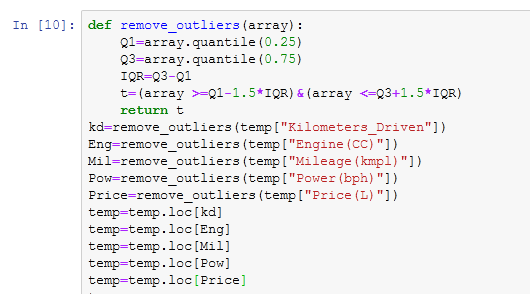 In [10]: def remove_outliers(array):
    Q1=array.quantile(0.25)
    Q3=array.quantile(0.75)
    IQR=Q3-Q1
    t=(array >=Q1-1.5*IQR)&(array <=Q3+1.5*IQR)
    return t
kd=remove_outliers(temp["Kilometers_Driven"])
Eng=remove_outliers(temp["Engine(CC)"])
Mil=remove_outliers(temp["Mileage(kmpl)"])
Pow=remove_outliers(temp["Power(bph)"])
Price=remove_outliers(temp["Price(L)"])
temp=temp.loc[kd]
temp=temp.loc[Eng]
temp=temp.loc[Mil]
temp=temp.loc[Pow]
temp=temp.loc[Price]